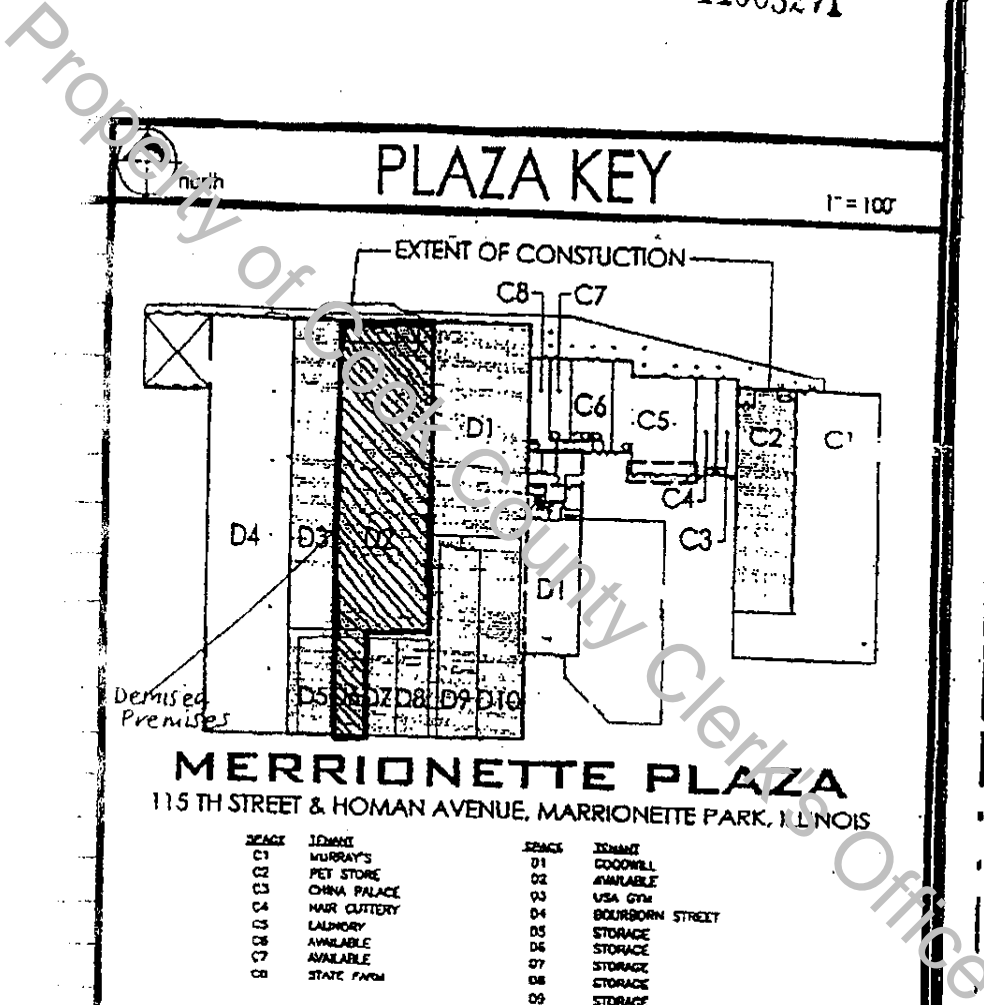 PLAZA KEY
north
1" = 100'
EXTENT OF CONSTUCTION
C8 C7
C6
C5
C2
C1
D1
C4
C3
D4
D3
D2
D1
D5 D6 D7 D8 D9 D10
Demised
Premises
MERRIONETTE PLAZA
115 TH STREET & HOMAN AVENUE, MARRIONETTE PARK, ILLINOIS
SPACE TENANT
C1 MURRAY'S
C2 PET STORE
C3 CHINA PALACE
C4 HAIR CUTTERY
C5 LAUNDRY
C6 AVAILABLE
C7 AVAILABLE
C8 STATE FARM
SPACE TENANT
D1 GOODWILL
D2 AVAILABLE
D3 USA GYM
D4 BOURBORN STREET
D5 STORAGE
D6 STORAGE
D7 STORAGE
D8 STORAGE
D9 STORAGE
Property of Cook County Clerk's Office